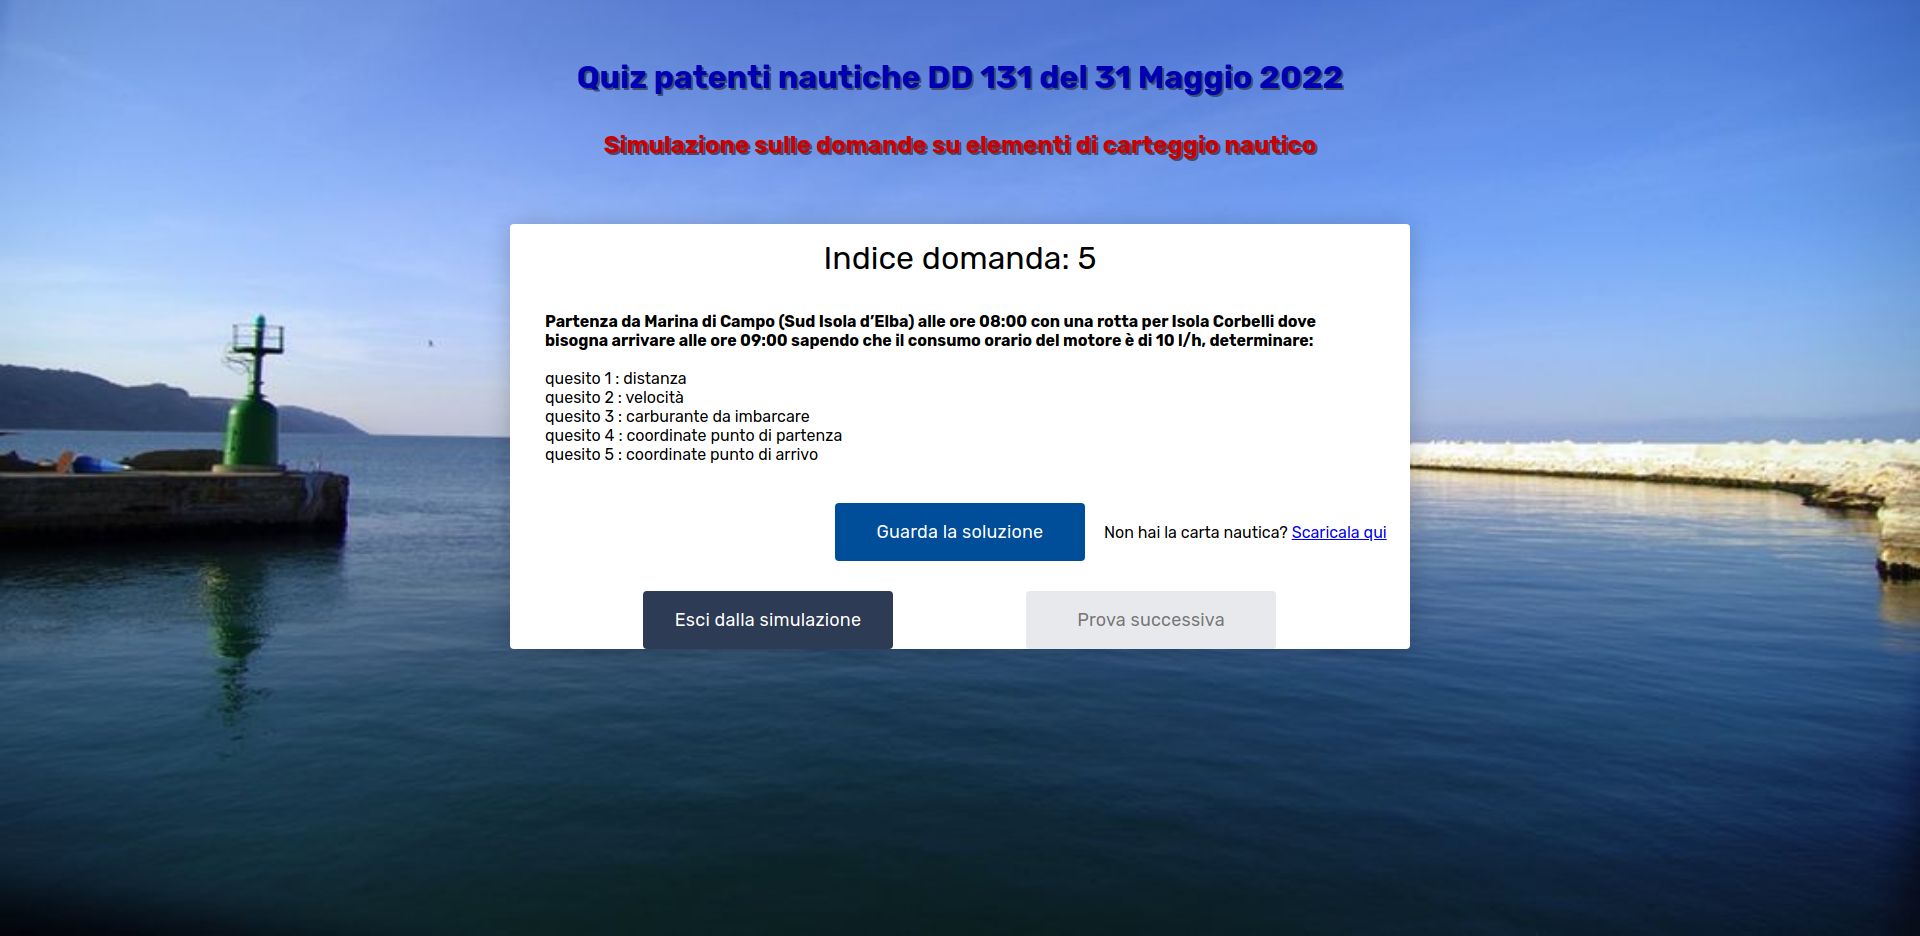 Quiz patenti nautiche DD 131 del 31 Maggio 2022
Simulazione sulle domande su elementi di carteggio nautico
Indice domanda: 5
Partenza da Marina di Campo (Sud Isola d’Elba) alle ore 08:00 con una rotta per Isola Corbelli dove
bisogna arrivare alle ore 09:00 sapendo che il consumo orario del motore è di 10 l/h, determinare:
quesito 1 : distanza
quesito 2 : velocità
quesito 3 : carburante da imbarcare
quesito 4 : coordinate punto di partenza
quesito 5 : coordinate punto di arrivo
Guarda la soluzione
Non hai la carta nautica? Scaricala qui
Esci dalla simulazione
Prova successiva